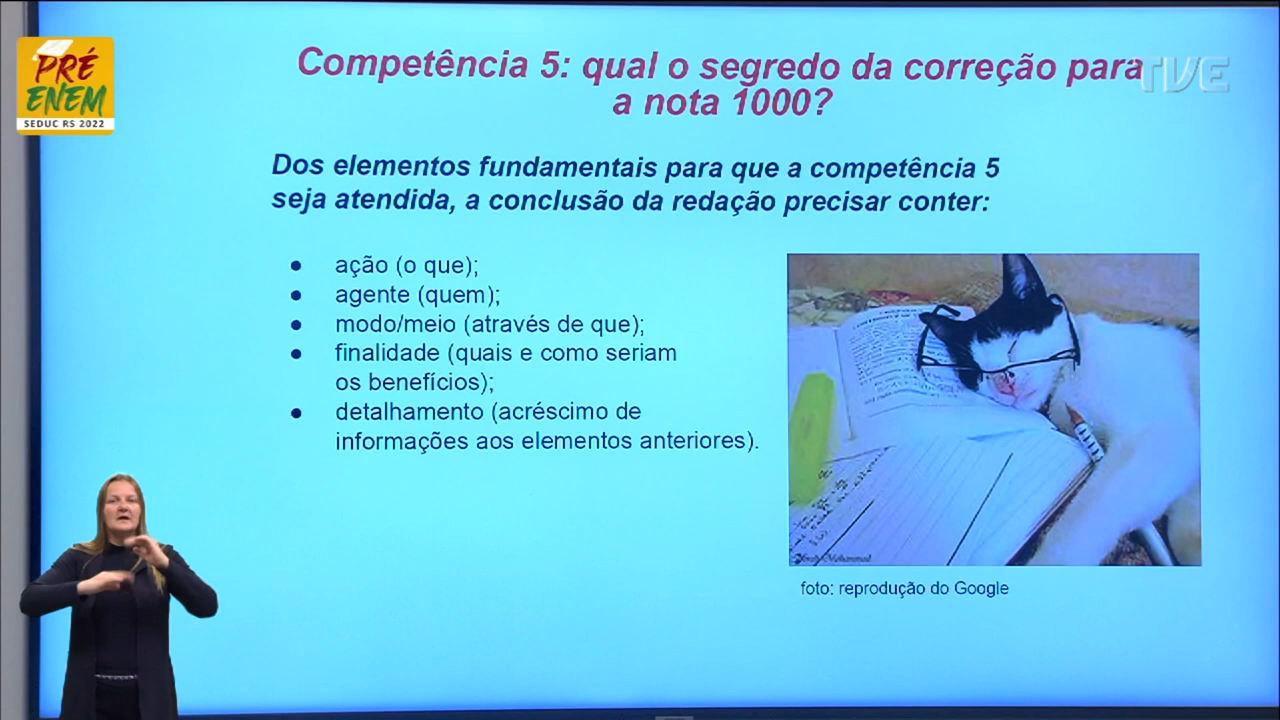 PRÉ
ENEM
SEDUC RS 2022
TVE
Competência 5: qual o segredo da correção para
a nota 1000?
Dos elementos fundamentais para que a competência 5
seja atendida, a conclusão da redação precisar conter:
● ação (o que);
● agente (quem);
● modo/meio (através de que);
● finalidade (quais e como seriam
os benefícios);
● detalhamento (acréscimo de
informações aos elementos anteriores).
foto: reprodução do Google